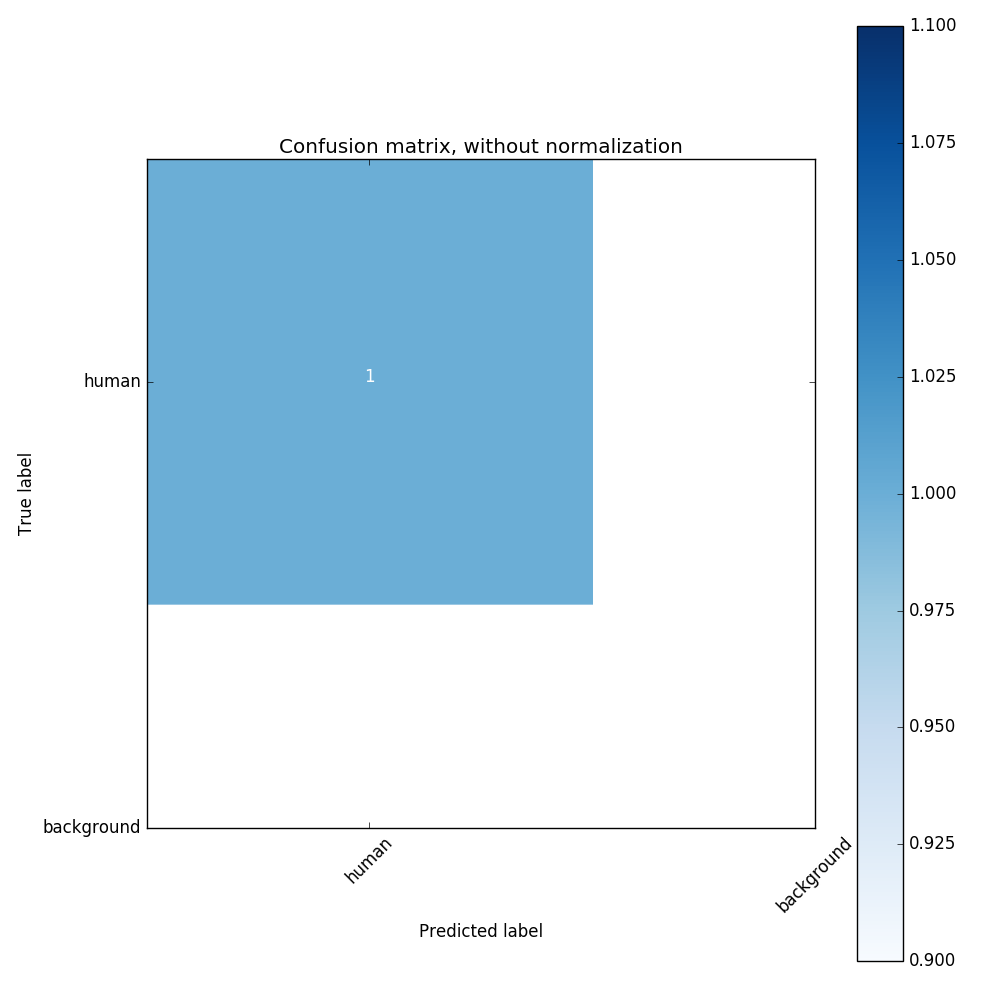 Confusion matrix, without normalization
True label
human
background
1
human
background
Predicted label
1.100
1.075
1.050
1.025
1.000
0.975
0.950
0.925
0.900